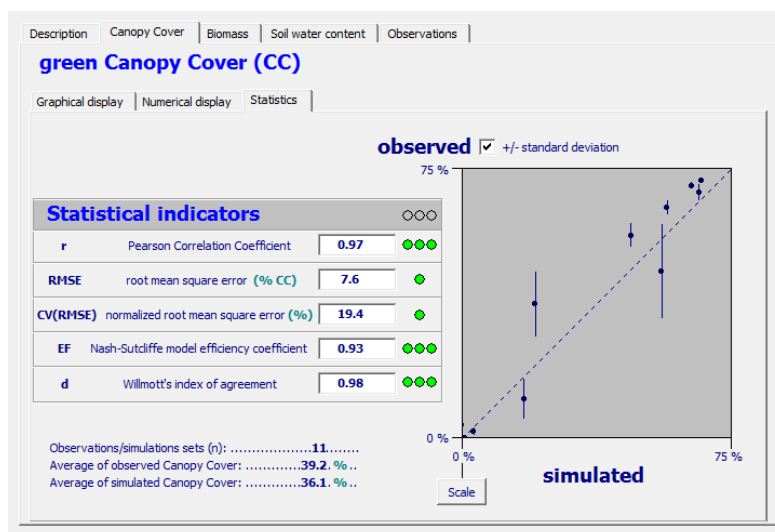 Description Canopy Cover Biomass Soil water content Observations
green Canopy Cover (CC)
Graphical display Numerical display Statistics
observed +/- standard deviation
75 %
Statistical indicators
r Pearson Correlation Coefficient 0.97
RMSE root mean square error (% CC) 7.6
CV(RMSE) normalized root mean square error (%) 19.4
EF Nash-Sutcliffe model efficiency coefficient 0.93
d Willmott's index of agreement 0.98
0 %
0 % 75 %
simulated
Scale
Observations/simulations sets (n): ...................11.......
Average of observed Canopy Cover: .............39.2. % ..
Average of simulated Canopy Cover: .............36.1. % ..